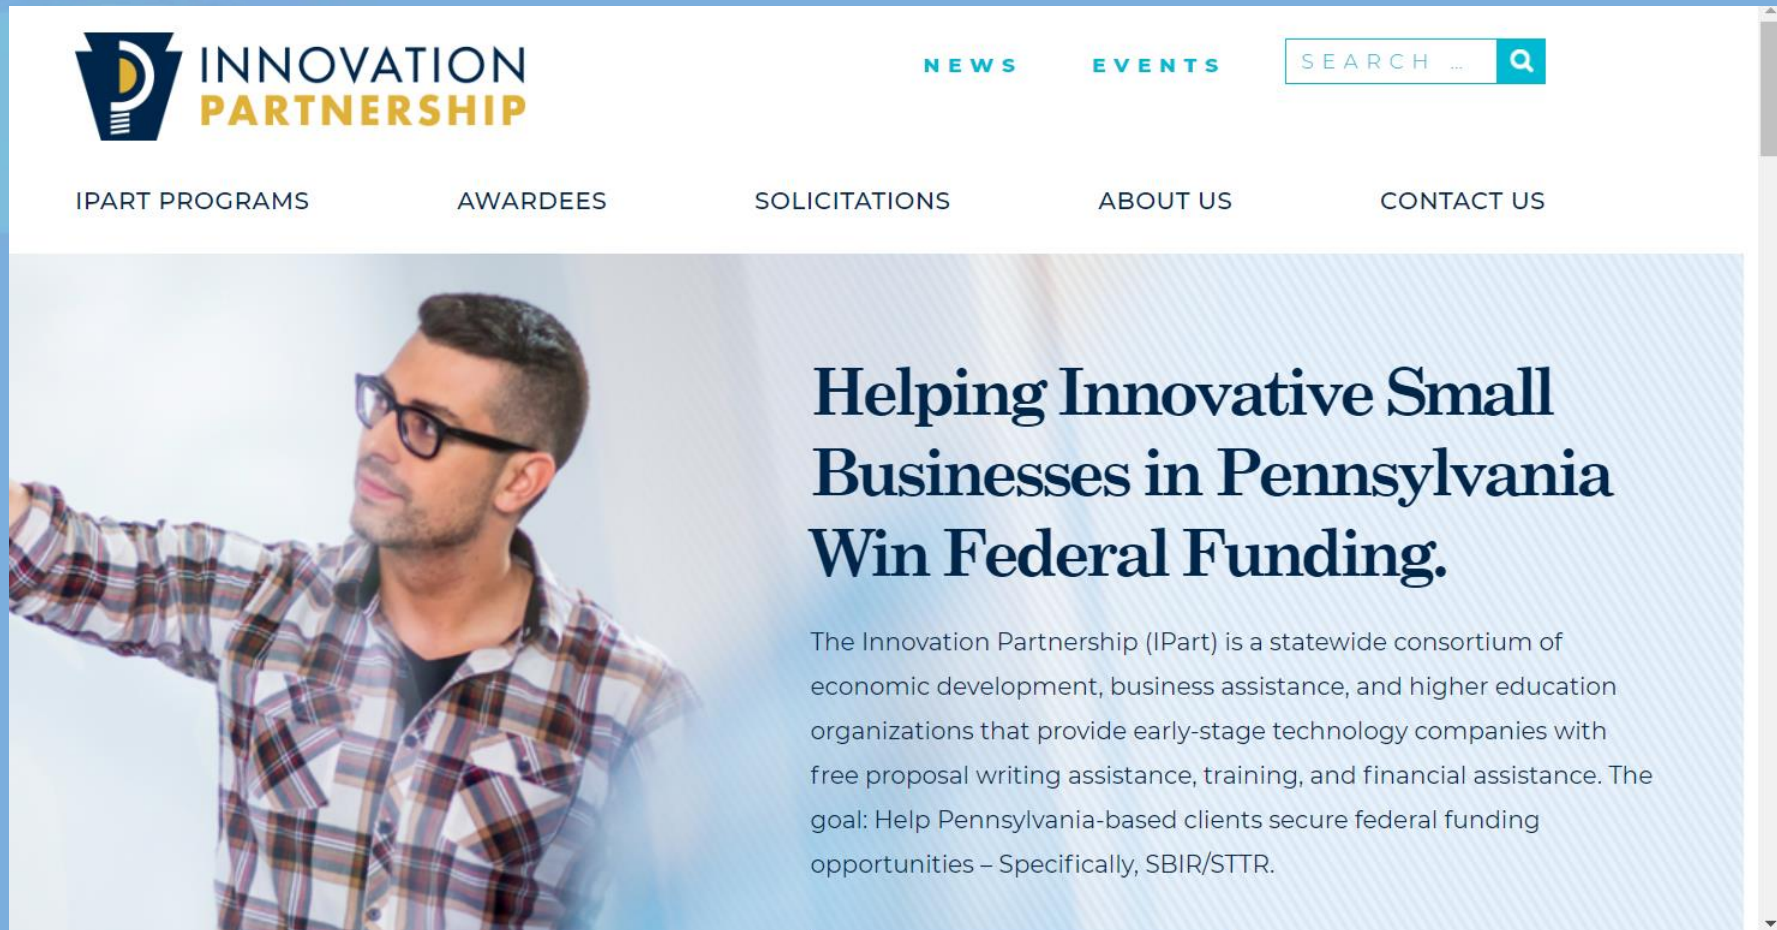 INNOVATION
PARTNERSHIP
NEWS
EVENTS
SEARCH ...
IPART PROGRAMS
AWARDEES
SOLICITATIONS
ABOUT US
CONTACT US
Helping Innovative Small
Businesses in Pennsylvania
Win Federal Funding.
The Innovation Partnership (IPart) is a statewide consortium of
economic development, business assistance, and higher education
organizations that provide early-stage technology companies with
free proposal writing assistance, training, and financial assistance. The
goal: Help Pennsylvania-based clients secure federal funding
opportunities – Specifically, SBIR/STTR.